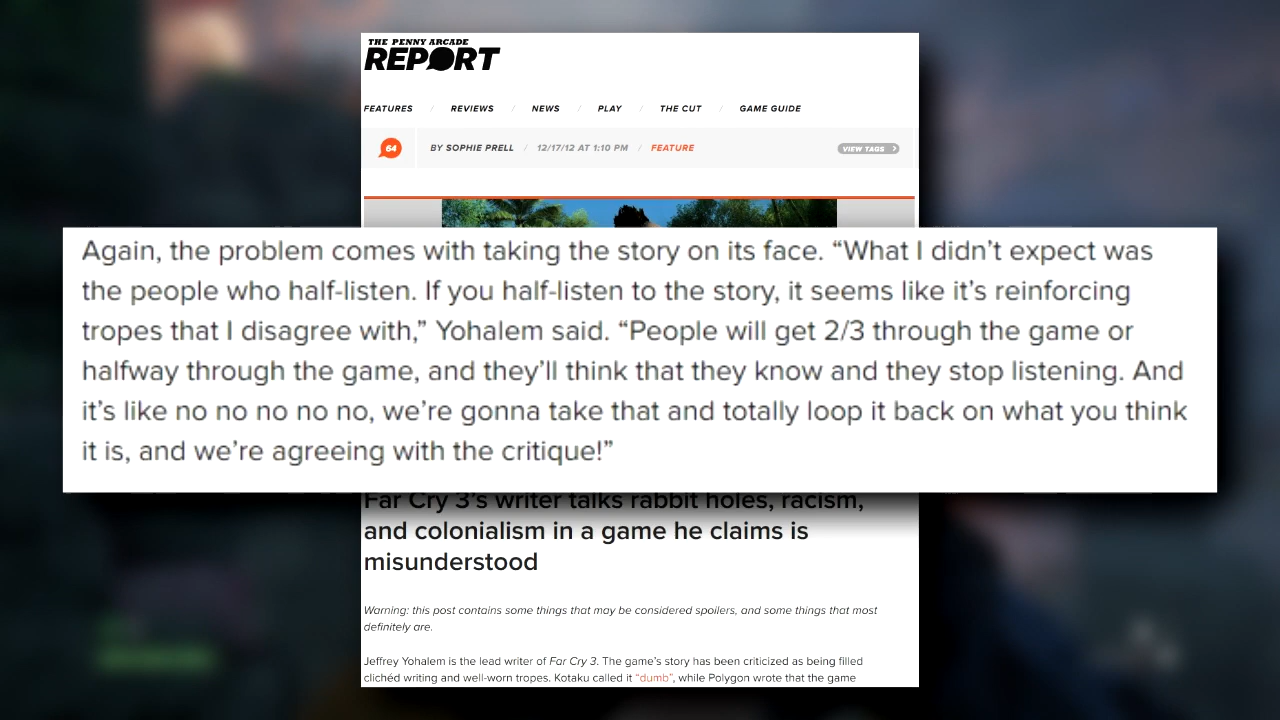 THE PENNY ARCADE
REPORT
FEATURES / REVIEWS / NEWS / PLAY / THE CUT / GAME GUIDE
64 BY SOPHIE PRELL / 12/17/12 AT 1:10 PM / FEATURE VIEW TAGS >
Again, the problem comes with taking the story on its face. “What I didn’t expect was
the people who half-listen. If you half-listen to the story, it seems like it’s reinforcing
tropes that I disagree with,” Yohalem said. “People will get 2/3 through the game or
halfway through the game, and they’ll think that they know and they stop listening. And
it’s like no no no no no, we’re gonna take that and totally loop it back on what you think
it is, and we’re agreeing with the critique!”
Far Cry 3’s writer talks rabbit holes, racism,
and colonialism in a game he claims is
misunderstood
Warning: this post contains some things that may be considered spoilers, and some things that most
definitely are.
Jeffrey Yohalem is the lead writer of Far Cry 3. The game’s story has been criticized as being filled
clichéd writing and well-worn tropes. Kotaku called it “dumb”, while Polygon wrote that the game